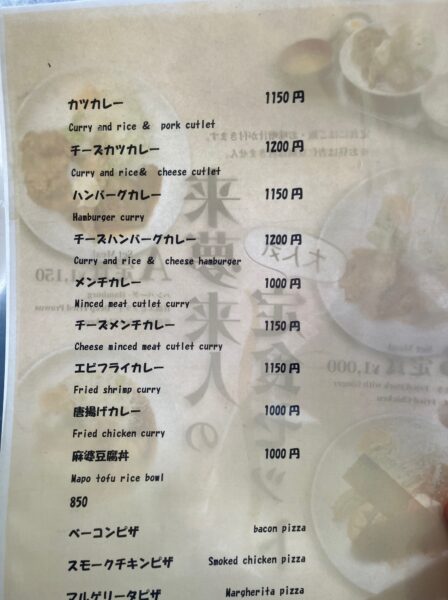 カツカレー 1150円
Curry and rice & pork cutlet
チーズカツカレー 1200円
Curry and rice& cheese cutlet
ハンバーグカレー 1150円
Hamburger curry
チーズハンバーグカレー 1200円
Curry and rice & cheese hamburger
メンチカレー 1000円
Minced meat cutlet curry
チーズメンチカレー 1150円
Cheese minced meat cutlet curry
エビフライカレー 1150円
Fried shrimp curry
唐揚げカレー 1000円
Fried chicken curry
麻婆豆腐丼 1000円
Mapo tofu rice bowl
850
ベーコンピザ bacon pizza
スモークチキンピザ Smoked chicken pizza
マルゲリータピザ Margherita pizza
来夢来人の
定食セッ